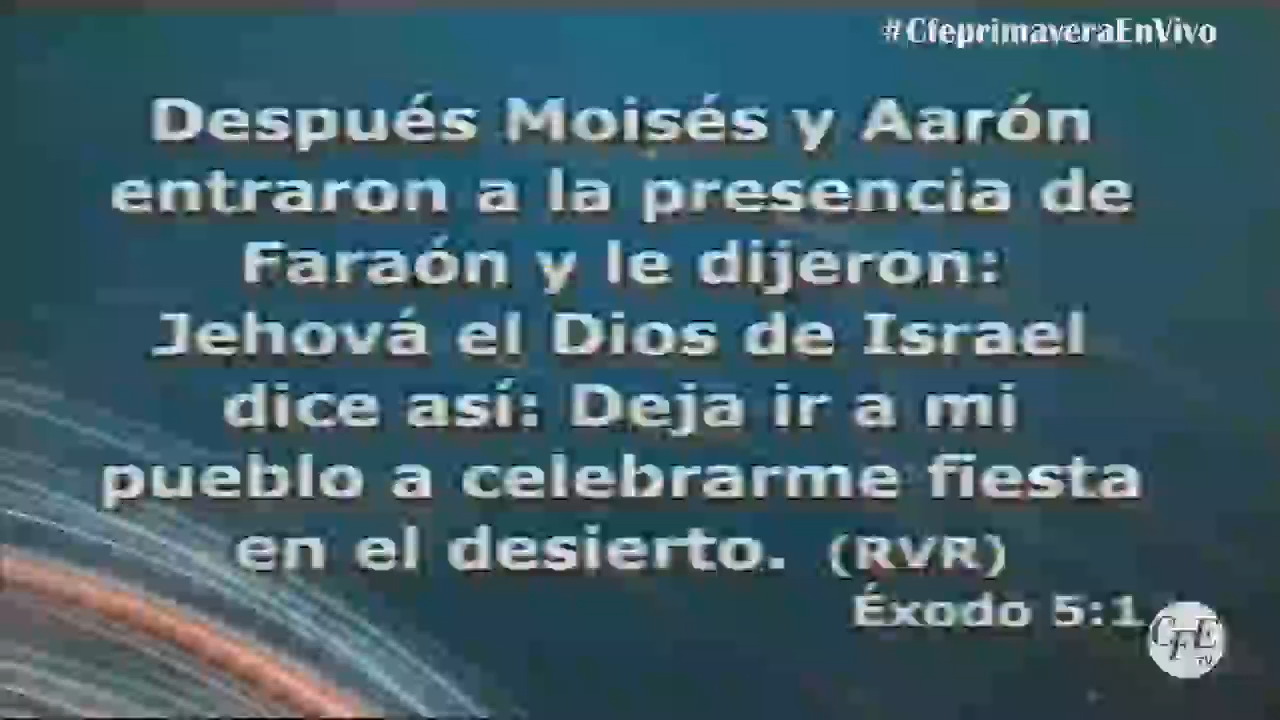 #CfeprimaveraEnVivo
Después Moisés y Aarón
entraron a la presencia de
Faraón y le dijeron:
Jehová el Dios de Israel
dice así: Deja ir a mi
pueblo a celebrarme fiesta
en el desierto. (RVR)
Éxodo 5:1
CFE
TV